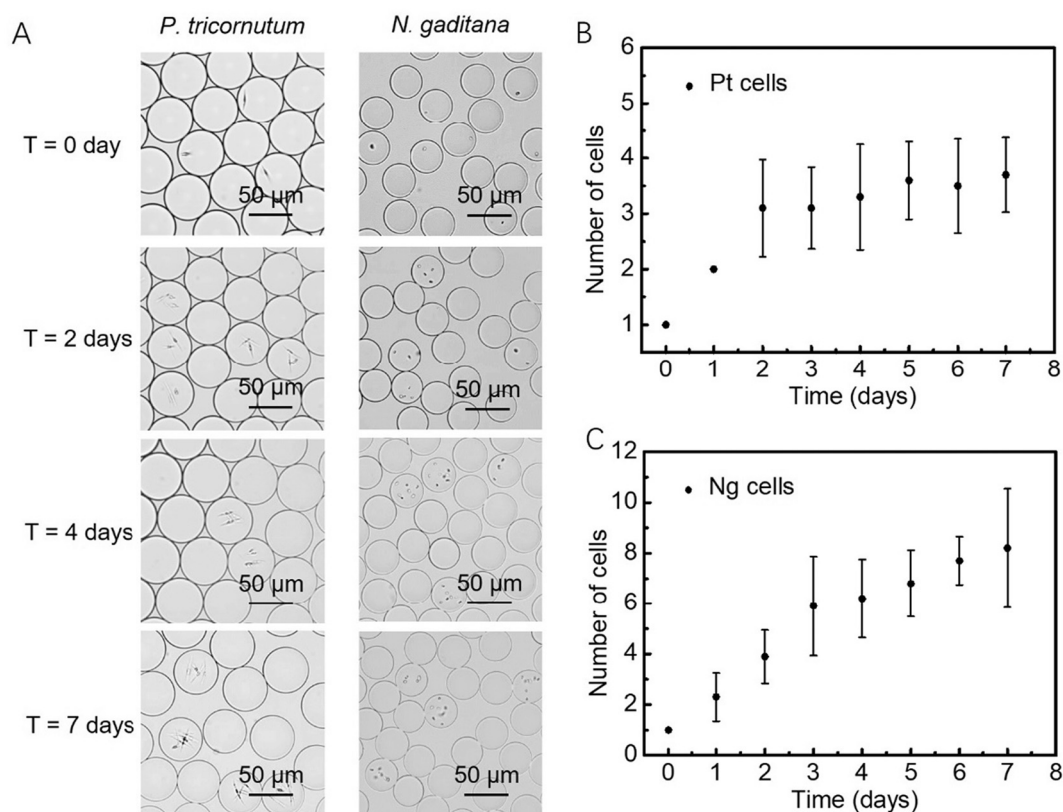 A
P. tricornutum
N. gaditana
T = 0 day
50 µm
50 µm
T = 2 days
50 µm
50 µm
T = 4 days
50 µm
50 µm
T = 7 days
50 µm
50 µm
B
Pt cells
Number of cells
6
5
4
3
2
1
0 1 2 3 4 5 6 7 8
Time (days)
C
Ng cells
Number of cells
12
10
8
6
4
2
0
0 1 2 3 4 5 6 7 8
Time (days)